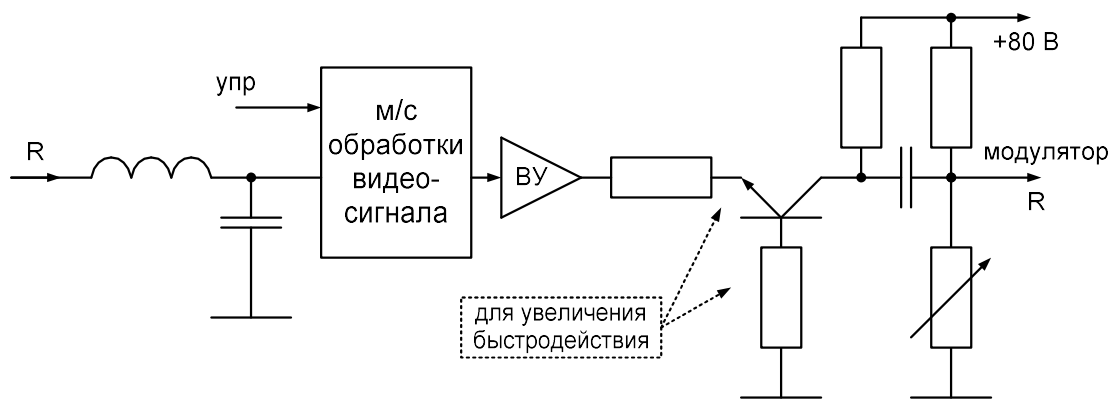 +80 В
упр
м/с
обработки
видео-
сигнала
R
ВУ
модулятор
R
для увеличения
быстродействия